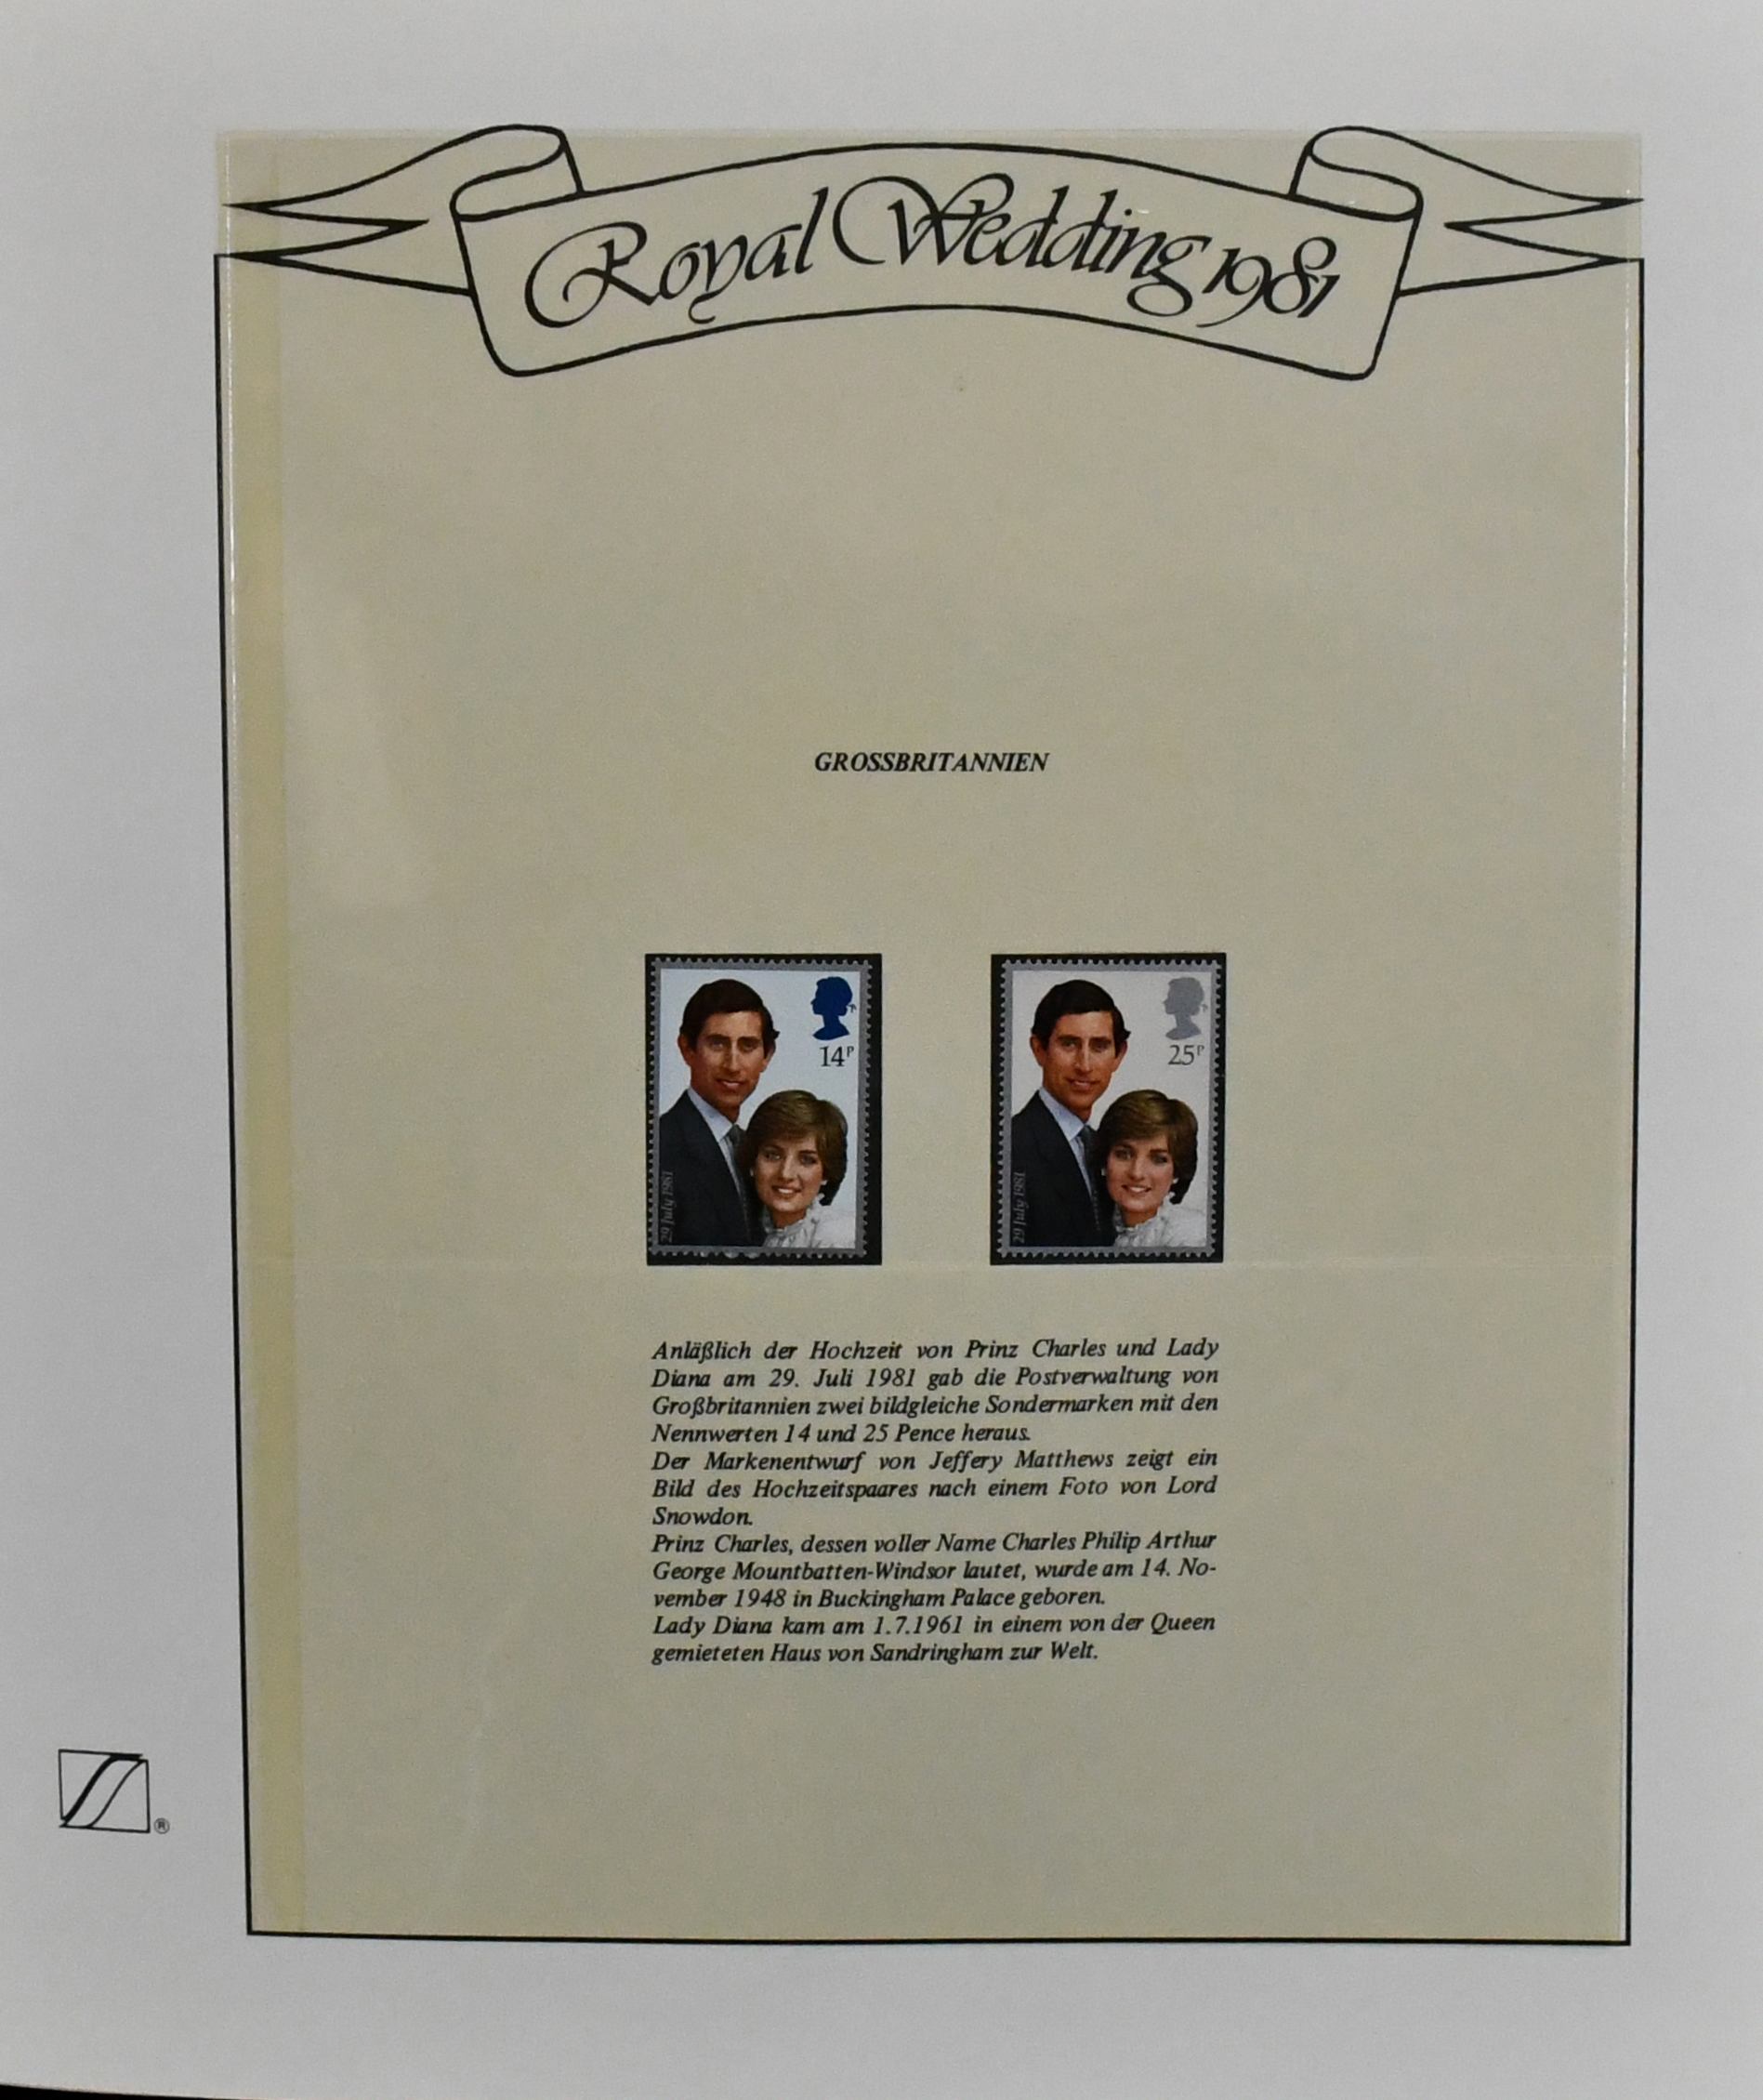 Royal Wedding 1981
GROSSBRITANNIEN
14P
29 July 1981
25P
29 July 1981
Anläßlich der Hochzeit von Prinz Charles und Lady
Diana am 29. Juli 1981 gab die Postverwaltung von
Großbritannien zwei bildgleiche Sondermarken mit den
Nennwerten 14 und 25 Pence heraus.
Der Markenentwurf von Jeffery Matthews zeigt ein
Bild des Hochzeitspaares nach einem Foto von Lord
Snowdon.
Prinz Charles, dessen voller Name Charles Philip Arthur
George Mountbatten-Windsor lautet, wurde am 14. No-
vember 1948 in Buckingham Palace geboren.
Lady Diana kam am 1.7.1961 in einem von der Queen
gemieteten Haus von Sandringham zur Welt.
®